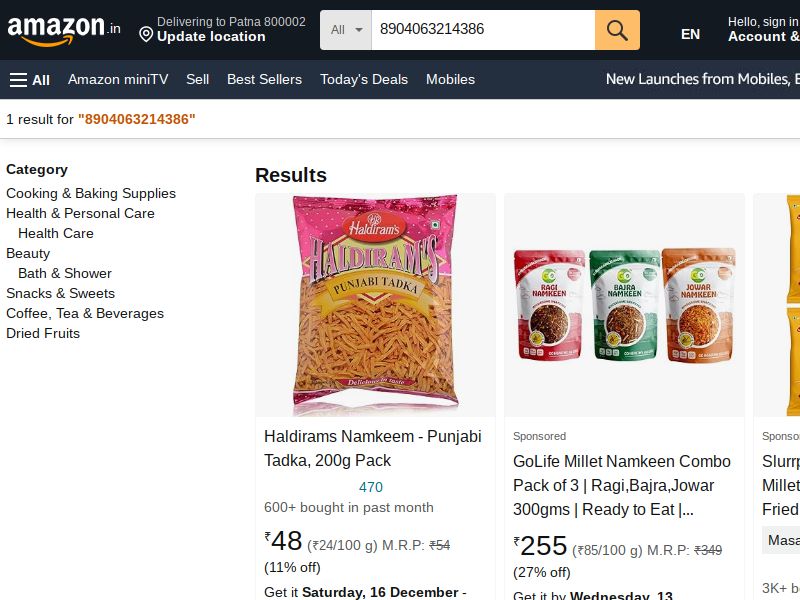 amazon.in
Delivering to Patna 800002
Update location
All
8904063214386
EN
Hello, sign in
Account &
All
Amazon miniTV
Sell
Best Sellers
Today's Deals
Mobiles
New Launches from Mobiles, E
1 result for "8904063214386"
Category
Cooking & Baking Supplies
Health & Personal Care
Health Care
Beauty
Bath & Shower
Snacks & Sweets
Coffee, Tea & Beverages
Dried Fruits
Results
Haldiram's
HALDIRAM'S
PUNJABI TADKA
Delicious in taste
RAGI
NAMKEEN
BAJRA
NAMKEEN
JOWAR
NAMKEEN
Haldirams Namkeem - Punjabi
Tadka, 200g Pack
470
600+ bought in past month
₹48 (₹24/100 g) M.R.P: ₹54
(11% off)
Get it Saturday, 16 December -
Sponsored
GoLife Millet Namkeen Combo
Pack of 3 | Ragi,Bajra,Jowar
300gms | Ready to Eat |...
₹255 (₹85/100 g) M.R.P: ₹349
(27% off)
Get it by Wednesday, 13
Sponso
Slurrp
Millet
Fried
Masa
3K+ b